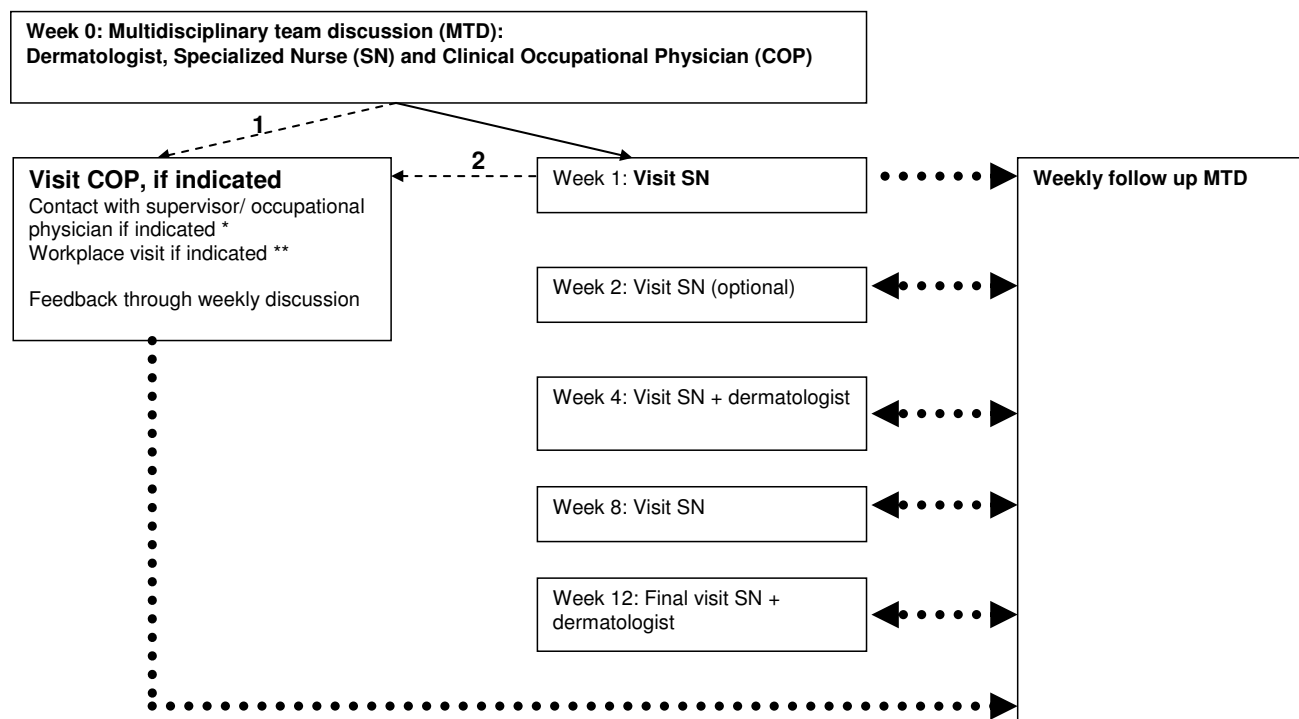 Week 0: Multidisciplinary team discussion (MTD):
Dermatologist, Specialized Nurse (SN) and Clinical Occupational Physician (COP)
1
2
Visit COP, if indicated
Contact with supervisor/ occupational
physician if indicated *
Workplace visit if indicated **
Feedback through weekly discussion
Week 1: Visit SN
Weekly follow up MTD
Week 2: Visit SN (optional)
Week 4: Visit SN + dermatologist
Week 8: Visit SN
Week 12: Final visit SN +
dermatologist